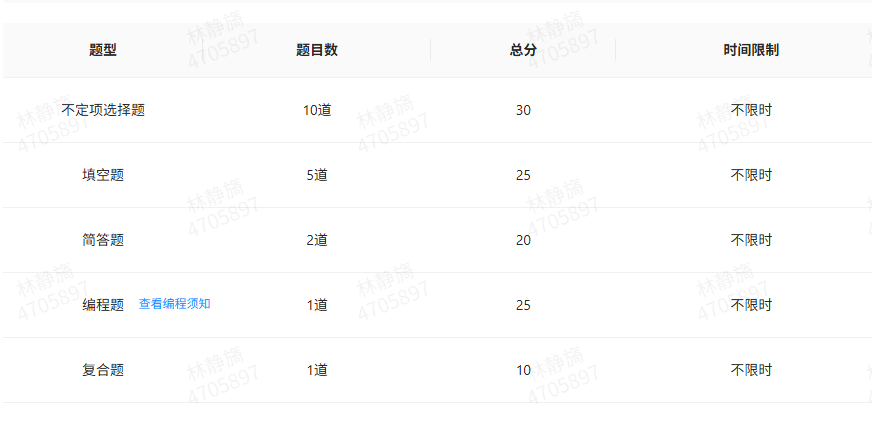 题型 题目数 总分 时间限制
不定项选择题 10道 30 不限时
填空题 5道 25 不限时
简答题 2道 20 不限时
编程题 查看编程须知 1道 25 不限时
复合题 1道 10 不限时
林静旖
4705897